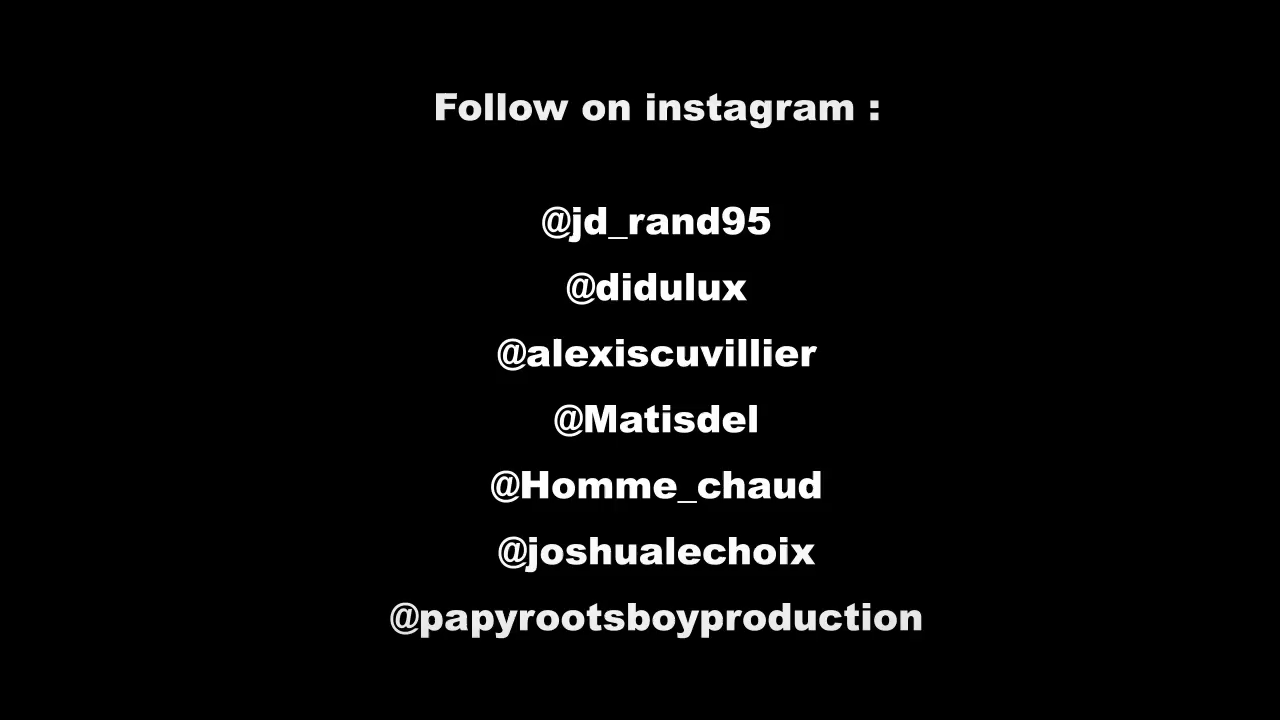 Follow on instagram :
@jd_rand95
@didulux
@alexiscuvillier
@Matisdel
@Homme_chaud
@joshualechoix
@papyrootsboyproduction